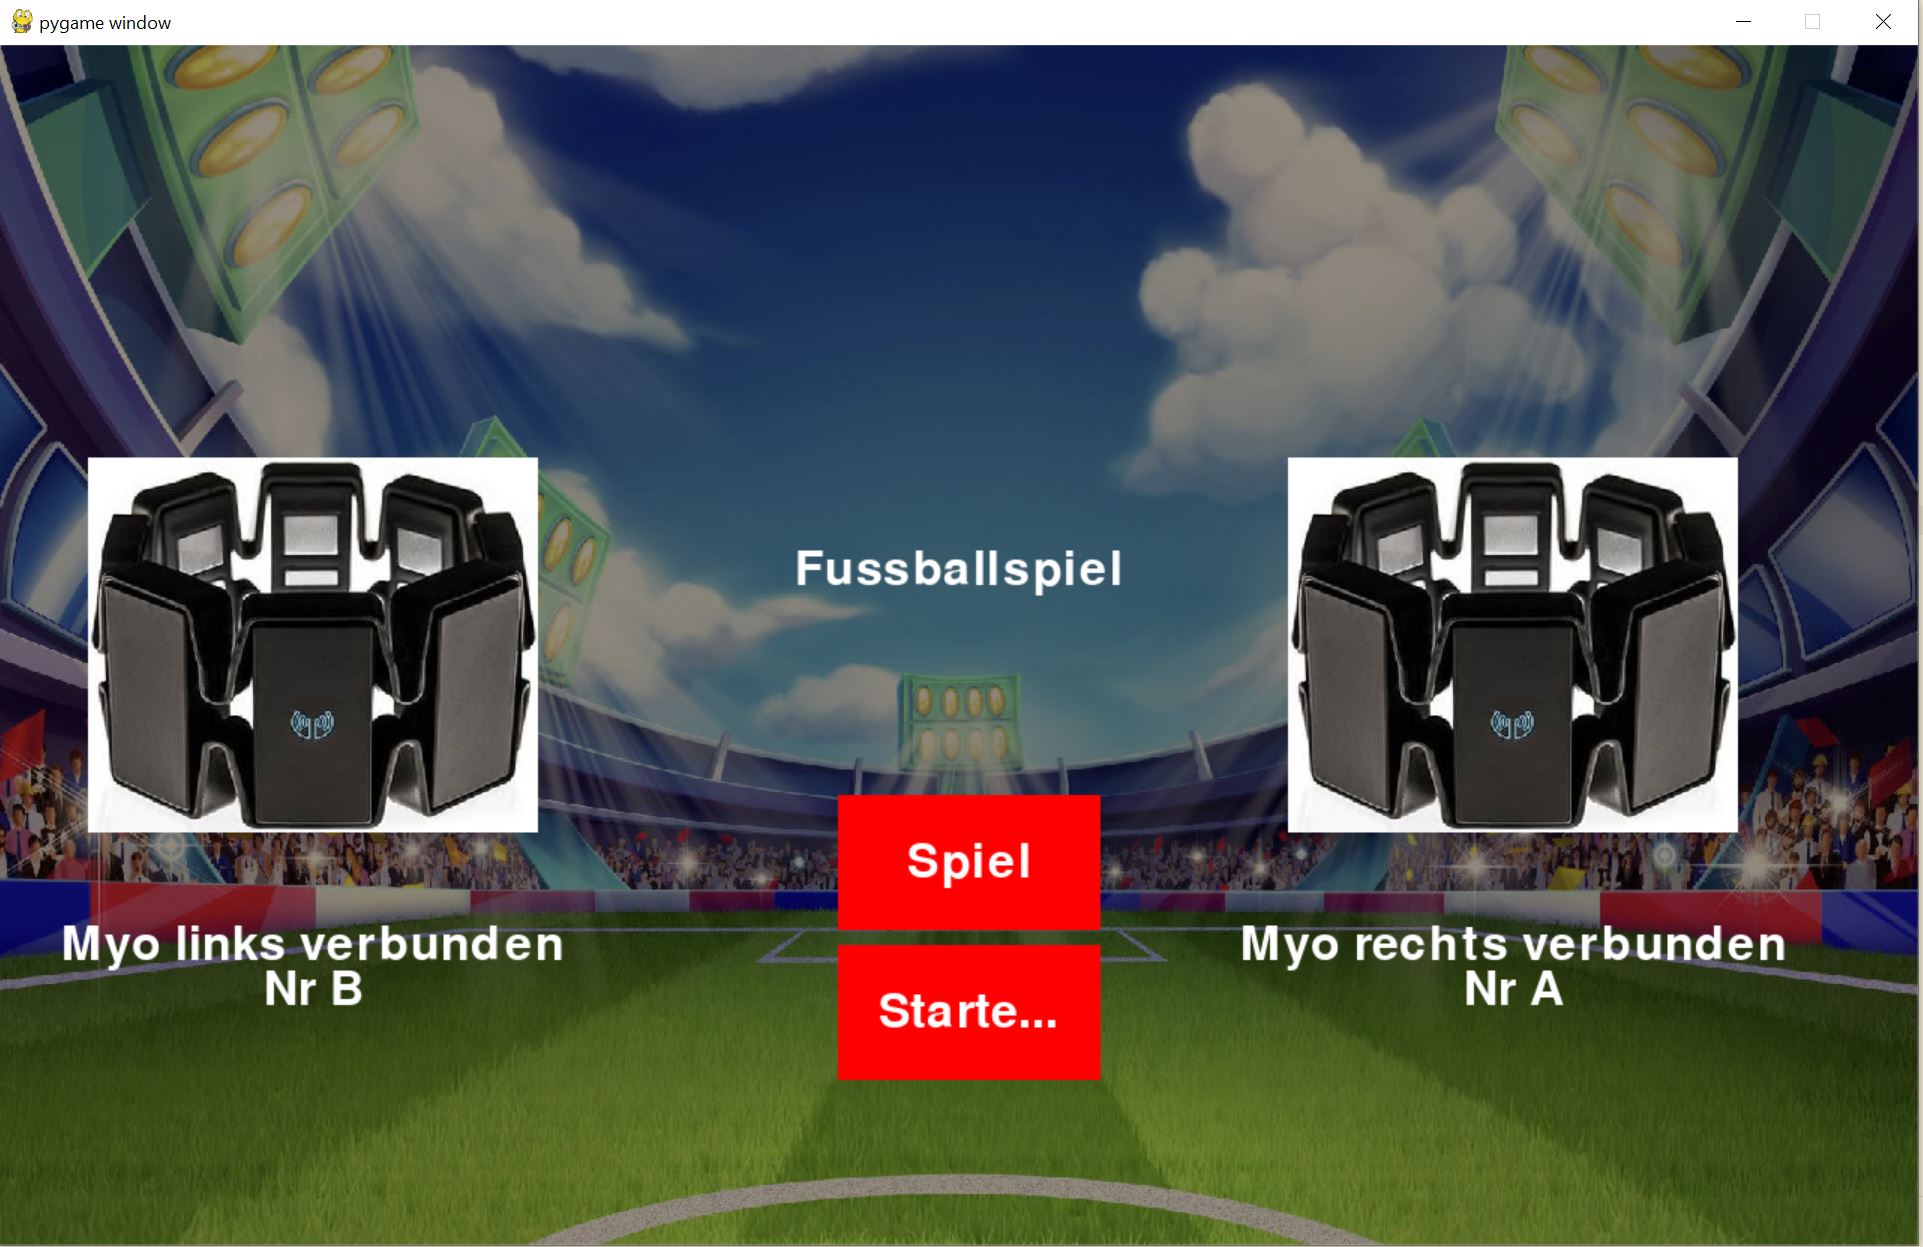 pygame window
Fussballspiel
Spiel
Myo links verbunden
Nr B
Myo rechts verbunden
Nr A
Starte...